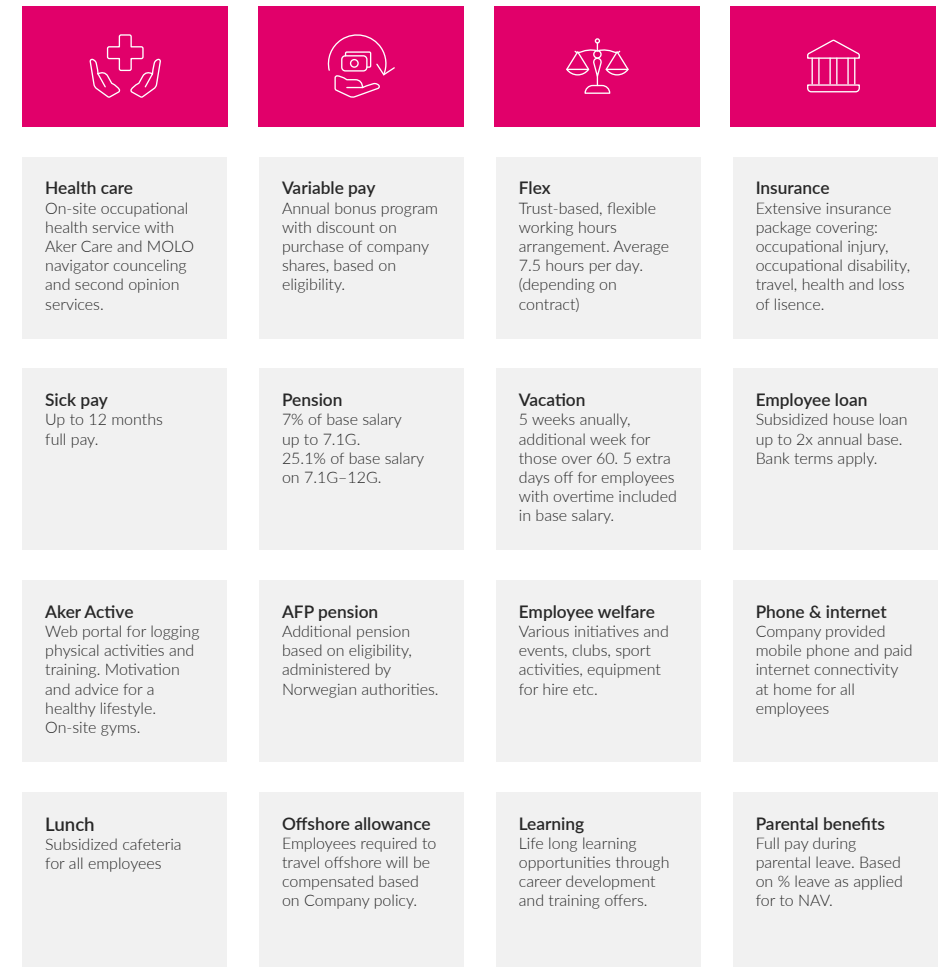 Health care
On-site occupational
health service with
Aker Care and MOLO
navigator counceling
and second opinion
services.
Variable pay
Annual bonus program
with discount on
purchase of company
shares, based on
eligibility.
Flex
Trust-based, flexible
working hours
arrangement. Average
7.5 hours per day.
(depending on
contract)
Insurance
Extensive insurance
package covering:
occupational injury,
occupational disability,
travel, health and loss
of lisence.
Sick pay
Up to 12 months
full pay.
Pension
7% of base salary
up to 7.1G.
25.1% of base salary
on 7.1G–12G.
Vacation
5 weeks anually,
additional week for
those over 60. 5 extra
days off for employees
with overtime included
in base salary.
Employee loan
Subsidized house loan
up to 2x annual base.
Bank terms apply.
Aker Active
Web portal for logging
physical activities and
training. Motivation
and advice for a
healthy lifestyle.
On-site gyms.
AFP pension
Additional pension
based on eligibility,
administered by
Norwegian authorities.
Employee welfare
Various initiatives and
events, clubs, sport
activities, equipment
for hire etc.
Phone & internet
Company provided
mobile phone and paid
internet connectivity
at home for all
employees
Lunch
Subsidized cafeteria
for all employees
Offshore allowance
Employees required to
travel offshore will be
compensated based
on Company policy.
Learning
Life long learning
opportunities through
career development
and training offers.
Parental benefits
Full pay during
parental leave. Based
on % leave as applied
for to NAV.